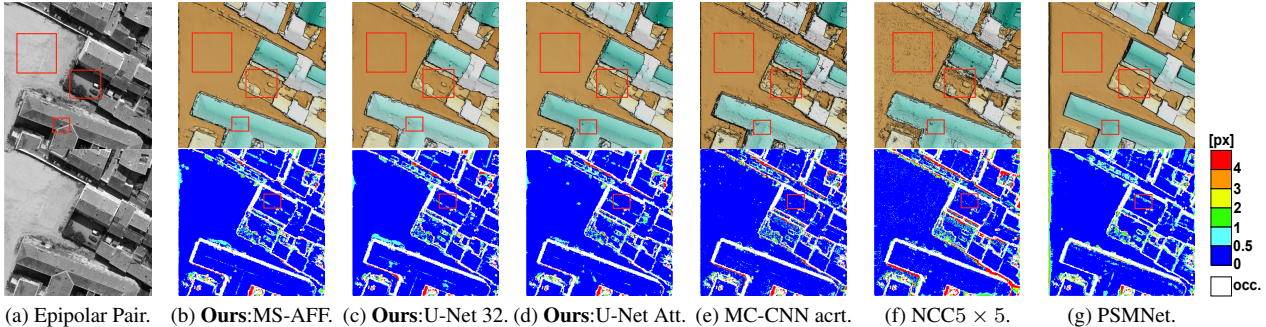 [px]
4
3
2
1
0.5
0
occ.
(a) Epipolar Pair.
(b) Ours:MS-AFF.
(c) Ours:U-Net 32.
(d) Ours:U-Net Att.
(e) MC-CNN acrt.
(f) NCC5 × 5.
(g) PSMNet.